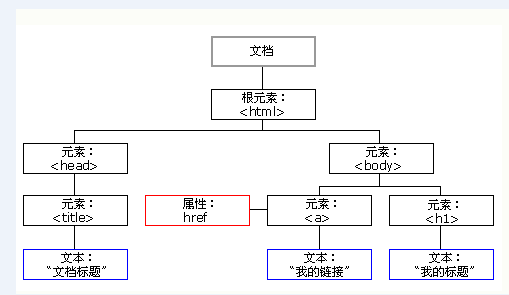 文档
根元素：
<html>
元素：
<head>
元素：
<body>
元素：
<title>
属性：
href
元素：
<a>
元素：
<h1>
文本：
“文档标题”
文本：
“我的链接”
文本：
“我的标题”